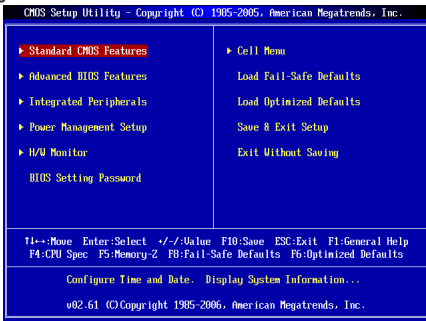 CMOS Setup Utility - Copyright (C) 1985-2005, American Megatrends, Inc.
Standard CMOS Features
Advanced BIOS Features
Integrated Peripherals
Power Management Setup
H/W Monitor
BIOS Setting Password
Cell Menu
Load Fail-Safe Defaults
Load Optimized Defaults
Save & Exit Setup
Exit Without Saving
↑↓←→:Move Enter:Select +/-/:Value F10:Save ESC:Exit F1:General Help
F4:CPU Spec F5:Memory-Z F8:Fail-Safe Defaults F6:Optimized Defaults
Configure Time and Date. Display System Information...
v02.61 (C)Copyright 1985-2006, American Megatrends, Inc.